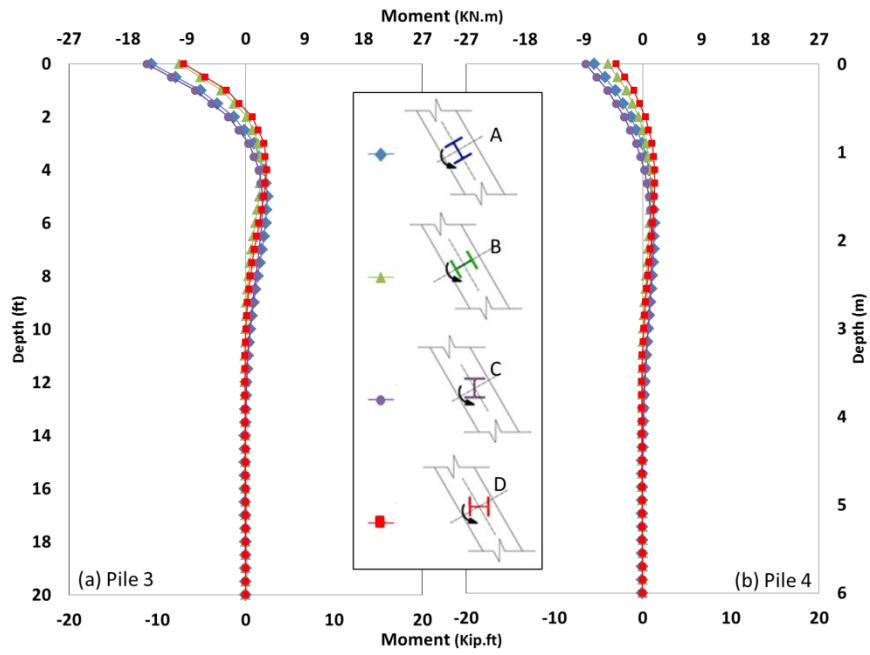 Moment (KN.m)
-27 -18 -9 0 9 18 27
-27 -18 -9 0 9 18 27
Depth (ft)
0
2
4
6
8
10
12
14
16
18
20
A
B
C
D
0
1
2
3
4
5
6
Depth (m)
(a) Pile 3
(b) Pile 4
-20 -10 0 10 20
-20 -10 0 10 20
Moment (Kip.ft)